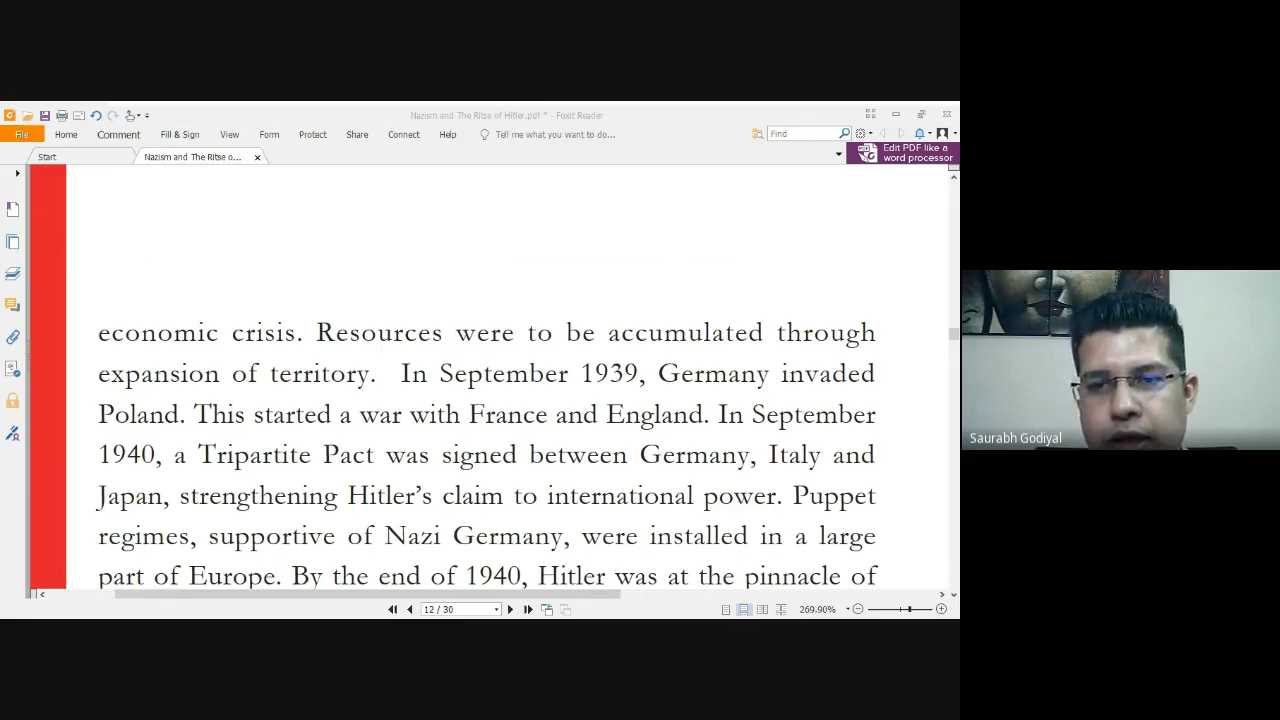 Nazism and The Ritse of Hitler.pdf * - Foxit Reader
File Home Comment Fill & Sign View Form Protect Share Connect Help Tell me what you want to do... Find
Start Nazism and The Ritse o... Edit PDF like a
word processor
economic crisis. Resources were to be accumulated through
expansion of territory. In September 1939, Germany invaded
Poland. This started a war with France and England. In September
1940, a Tripartite Pact was signed between Germany, Italy and
Japan, strengthening Hitler's claim to international power. Puppet
regimes, supportive of Nazi Germany, were installed in a large
part of Europe. By the end of 1940, Hitler was at the pinnacle of
12 / 30 269.90%
Saurabh Godiyal